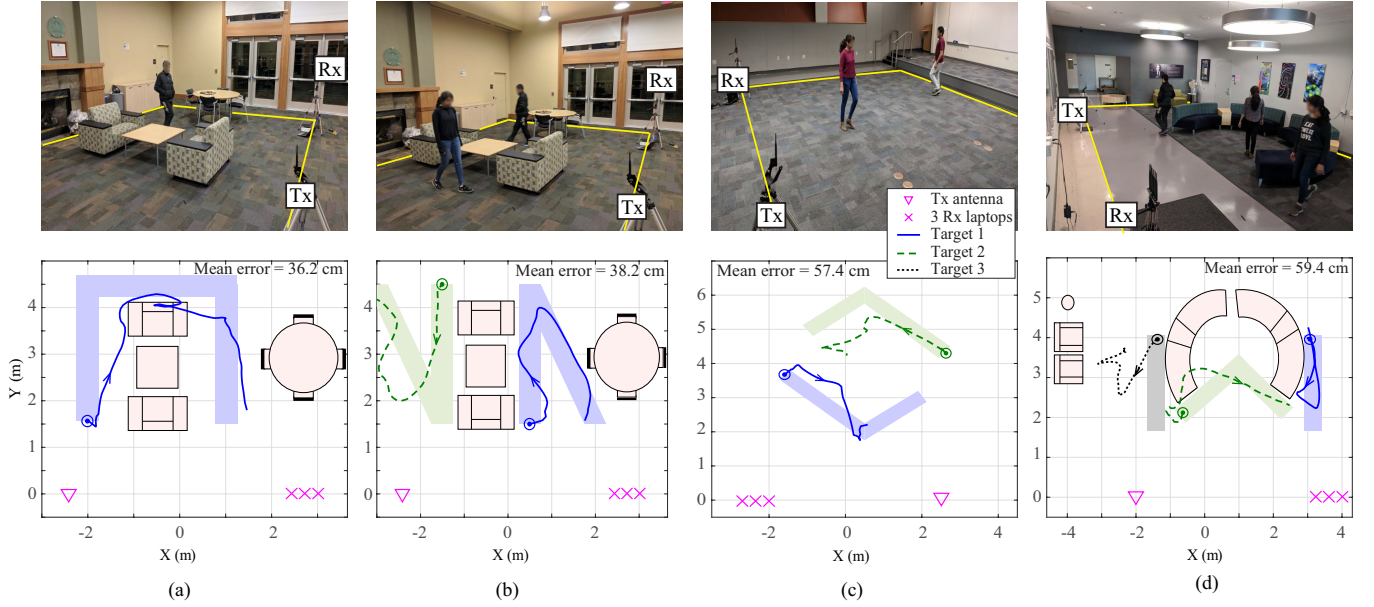 Rx
Tx
Rx
Tx
Rx
Tx
Tx
Rx
Tx antenna
3 Rx laptops
Target 1
Target 2
Target 3
Mean error = 36.2 cm
Y (m)
4
3
2
1
0
-2
0
2
X (m)
(a)
Mean error = 38.2 cm
4
3
2
1
0
-2
0
2
X (m)
(b)
Mean error = 57.4 cm
6
5
4
3
2
1
0
-4
-2
0
2
4
X (m)
(c)
Mean error = 59.4 cm
5
4
3
2
1
0
-4
-2
0
2
4
X (m)
(d)